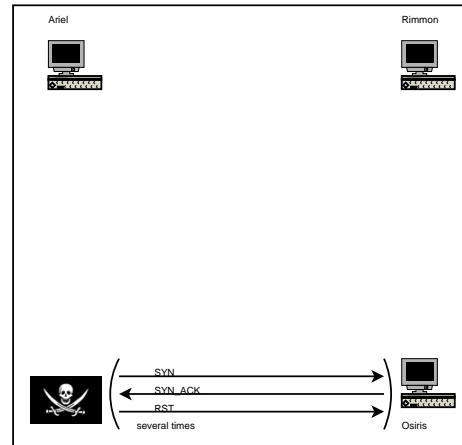 Ariel
Rimmon
SYN
SYN_ACK
RST
several times
Osiris